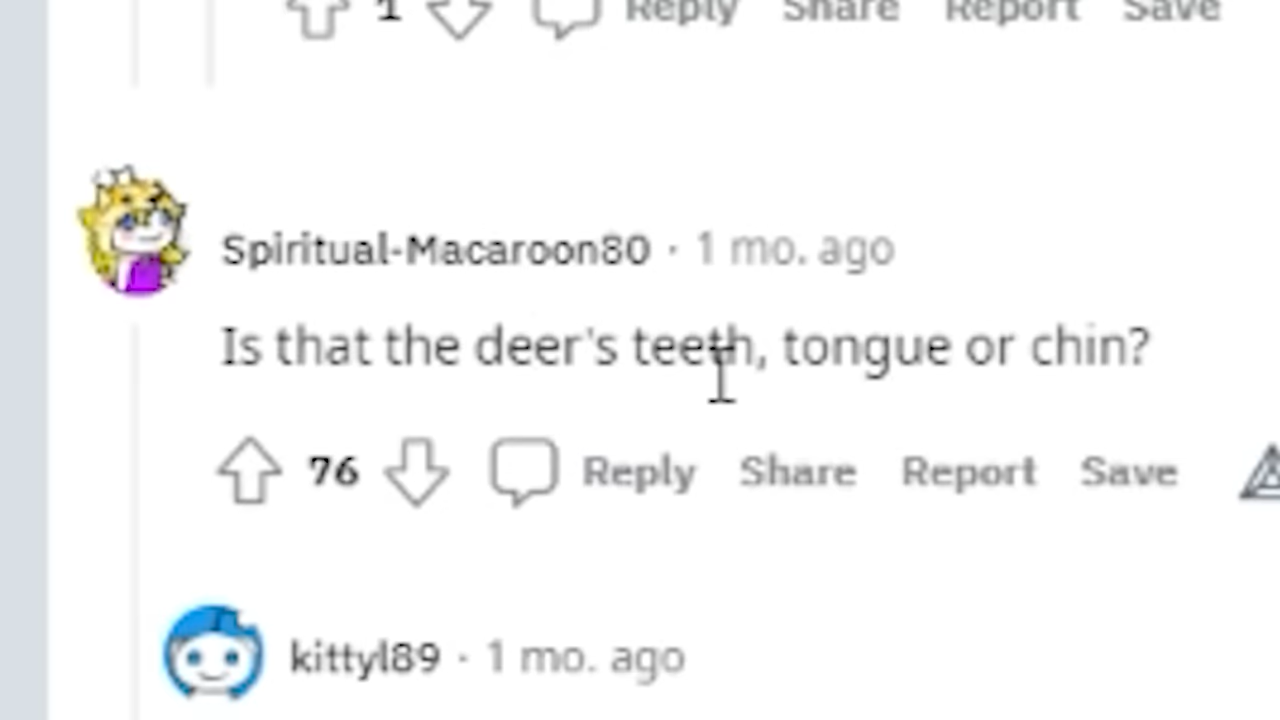 1 Reply Share Report Save
Spiritual-Macaroon80 · 1 mo. ago
Is that the deer's teeth, tongue or chin?
76 Reply Share Report Save
kittyl89 · 1 mo. ago